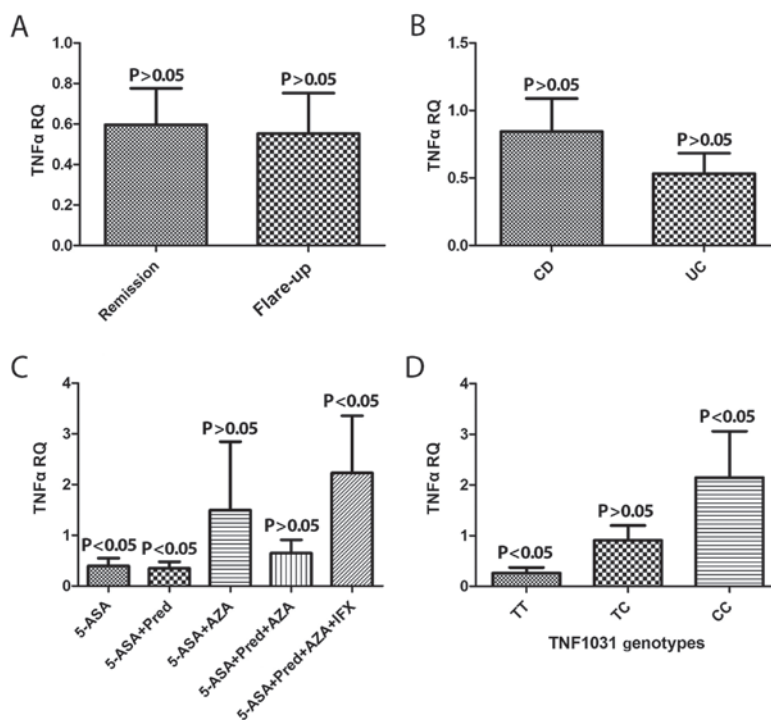 A
TNFα RQ
1.0
0.8
0.6
0.4
0.2
0.0
P>0.05
P>0.05
Remission
Flare-up
B
TNFα RQ
1.5
1.0
0.5
0.0
P>0.05
P>0.05
CD
UC
C
TNFα RQ
4
3
2
1
0
P<0.05
P<0.05
P>0.05
P>0.05
P<0.05
5-ASA
5-ASA+Pred
5-ASA+AZA
5-ASA+Pred+AZA
5-ASA+Pred+AZA+IFX
D
TNFα RQ
4
3
2
1
0
P<0.05
P>0.05
P<0.05
TT
TC
CC
TNF1031 genotypes